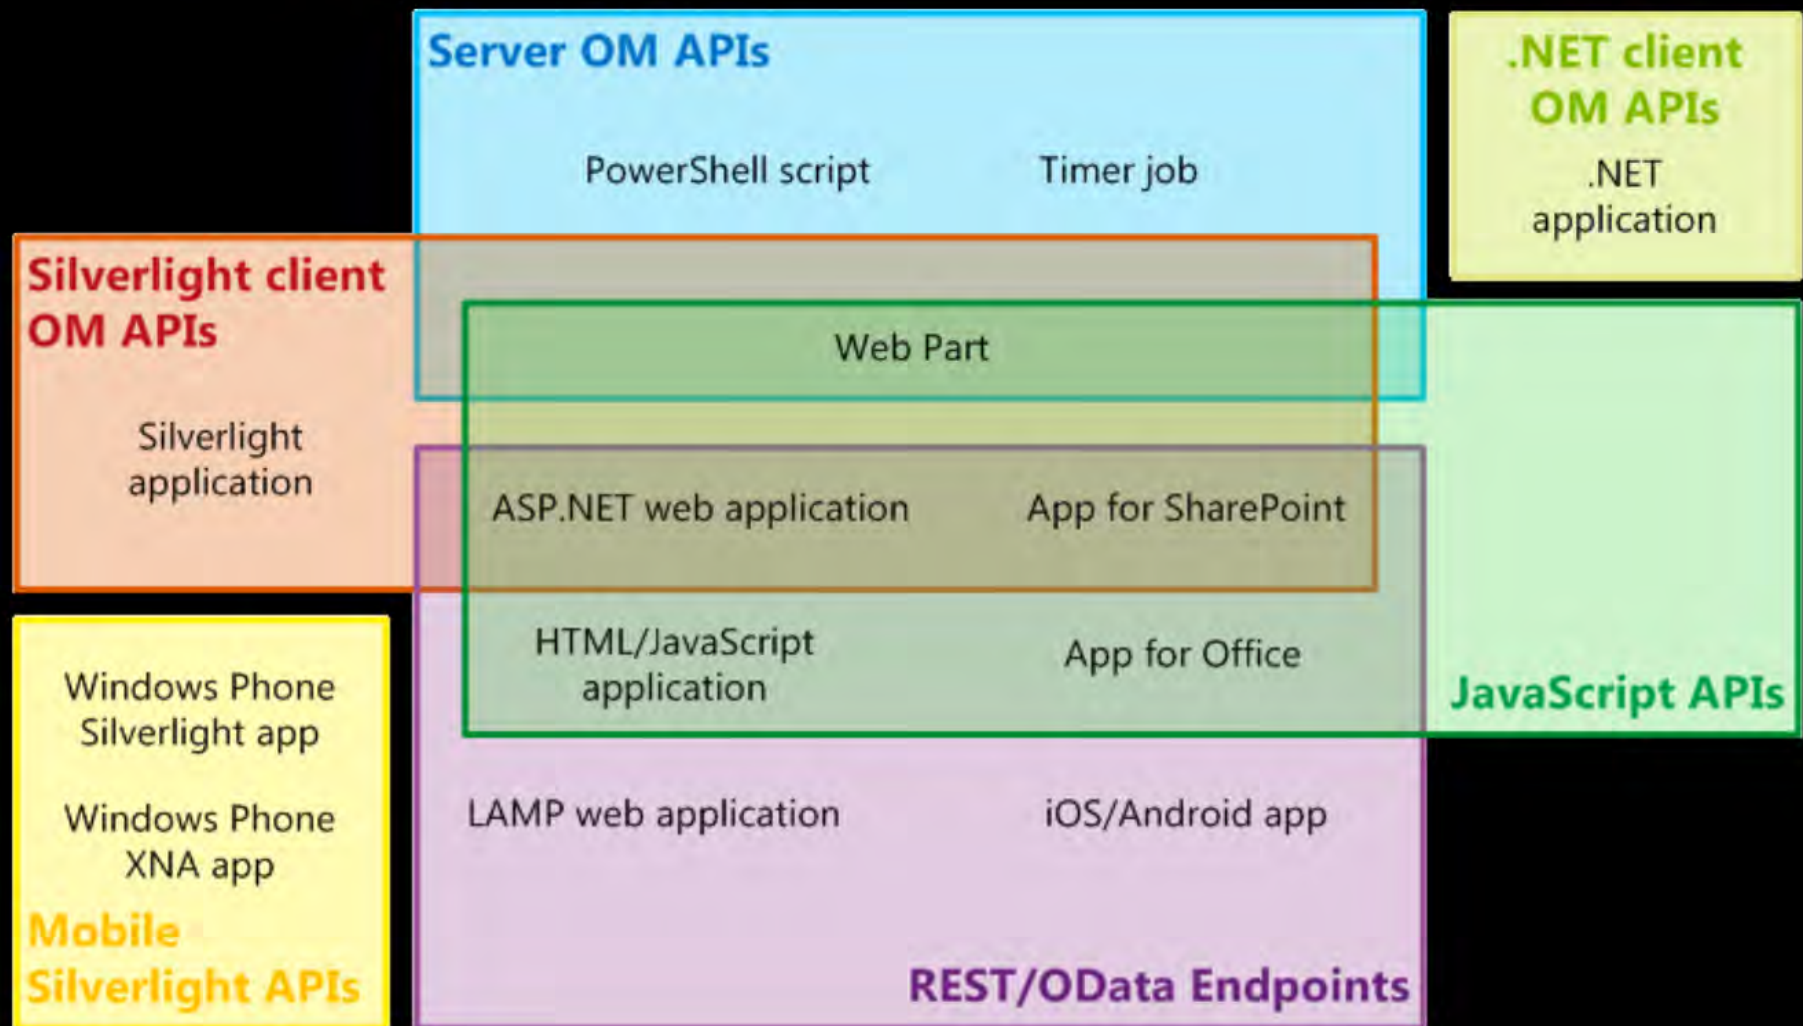 Server OM APIs
PowerShell script
Timer job
.NET client
OM APIs
.NET
application
Silverlight client
OM APIs
Silverlight
application
Web Part
ASP.NET web application
App for SharePoint
HTML/JavaScript
application
App for Office
JavaScript APIs
Windows Phone
Silverlight app
Windows Phone
XNA app
Mobile
Silverlight APIs
LAMP web application
iOS/Android app
REST/OData Endpoints